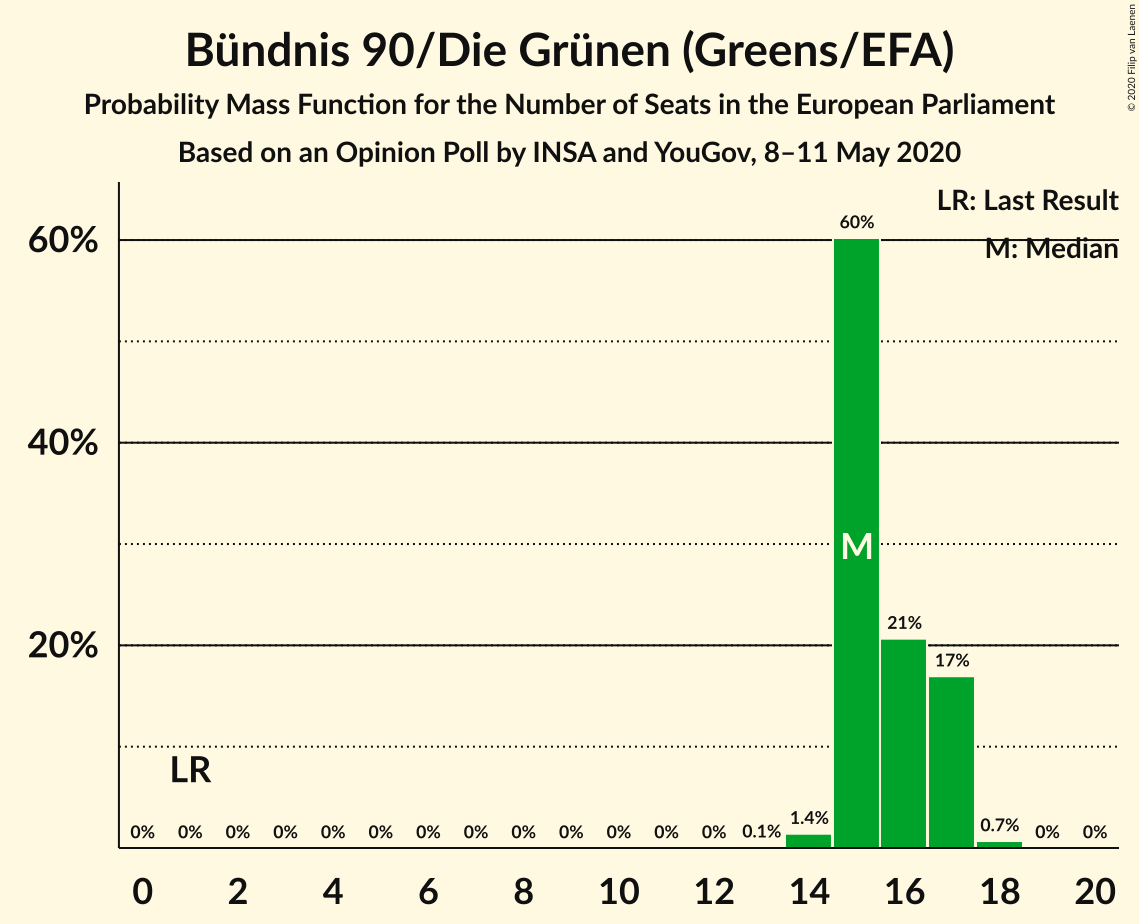 Bündnis 90/Die Grünen (Greens/EFA)
Probability Mass Function for the Number of Seats in the European Parliament
Based on an Opinion Poll by INSA and YouGov, 8–11 May 2020
© 2020 Filip van Laenen
LR: Last Result
M: Median
60%
40%
20%
60%
M
21%
17%
LR
0% 0% 0% 0% 0% 0% 0% 0% 0% 0% 0% 0% 0% 0.1% 1.4% 0.7% 0% 0%
0 2 4 6 8 10 12 14 16 18 20